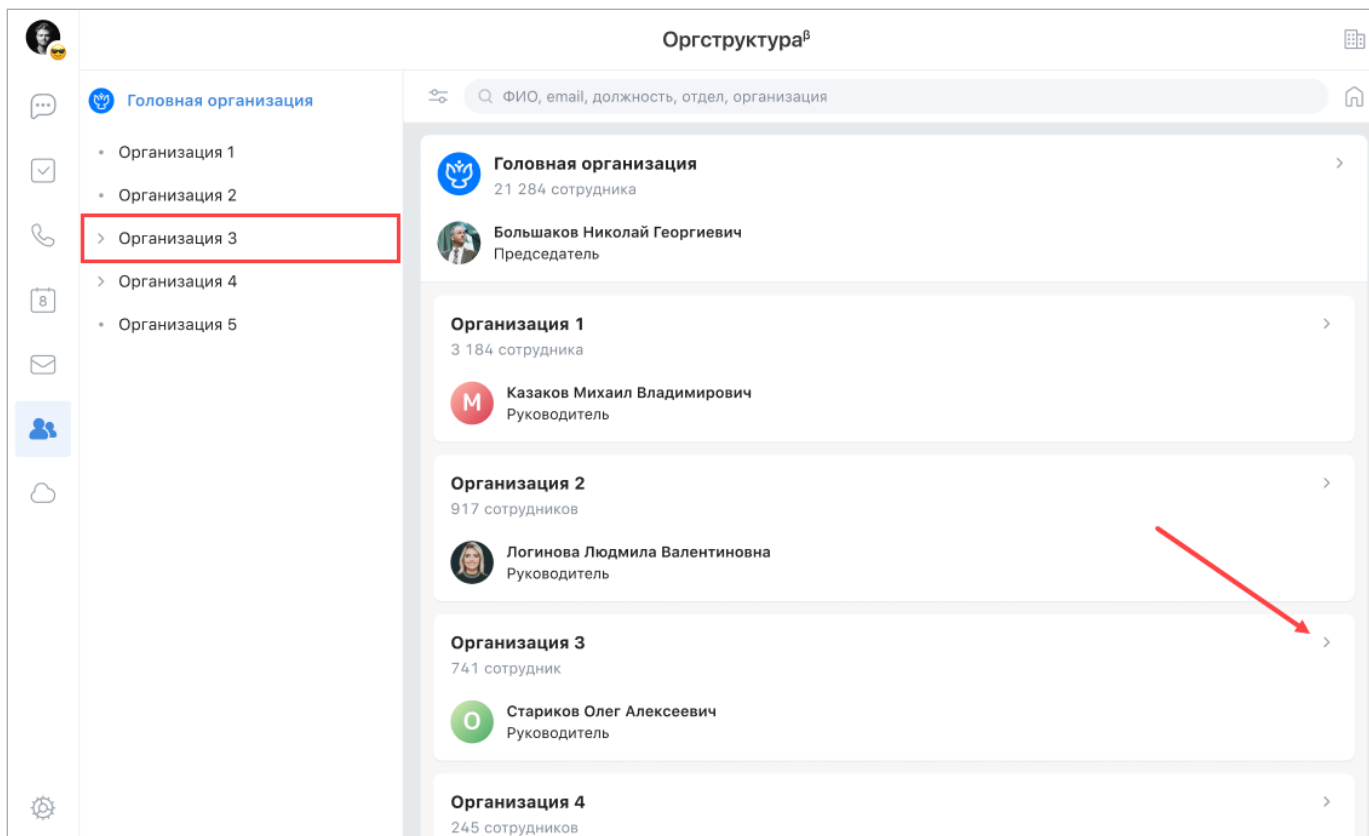 Оргструктураᵝ
Головная организация
Организация 1
Организация 2
Организация 3
Организация 4
Организация 5
8
ФИО, email, должность, отдел, организация
Головная организация
21 284 сотрудника
Большаков Николай Георгиевич
Председатель
Организация 1
3 184 сотрудника
М
Казаков Михаил Владимирович
Руководитель
Организация 2
917 сотрудников
Логинова Людмила Валентиновна
Руководитель
Организация 3
741 сотрудник
О
Стариков Олег Алексеевич
Руководитель
Организация 4
245 сотрудников